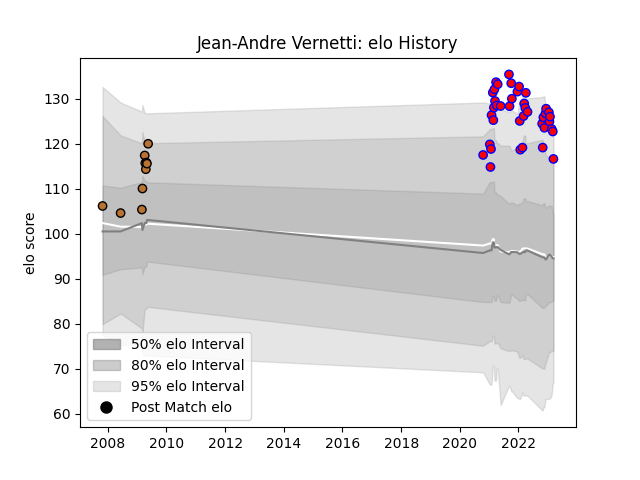 Jean-Andre Vernetti: elo History
elo score
130
120
110
100
90
80
70
60
50% elo Interval
80% elo Interval
95% elo Interval
Post Match elo
2008 2010 2012 2014 2016 2018 2020 2022